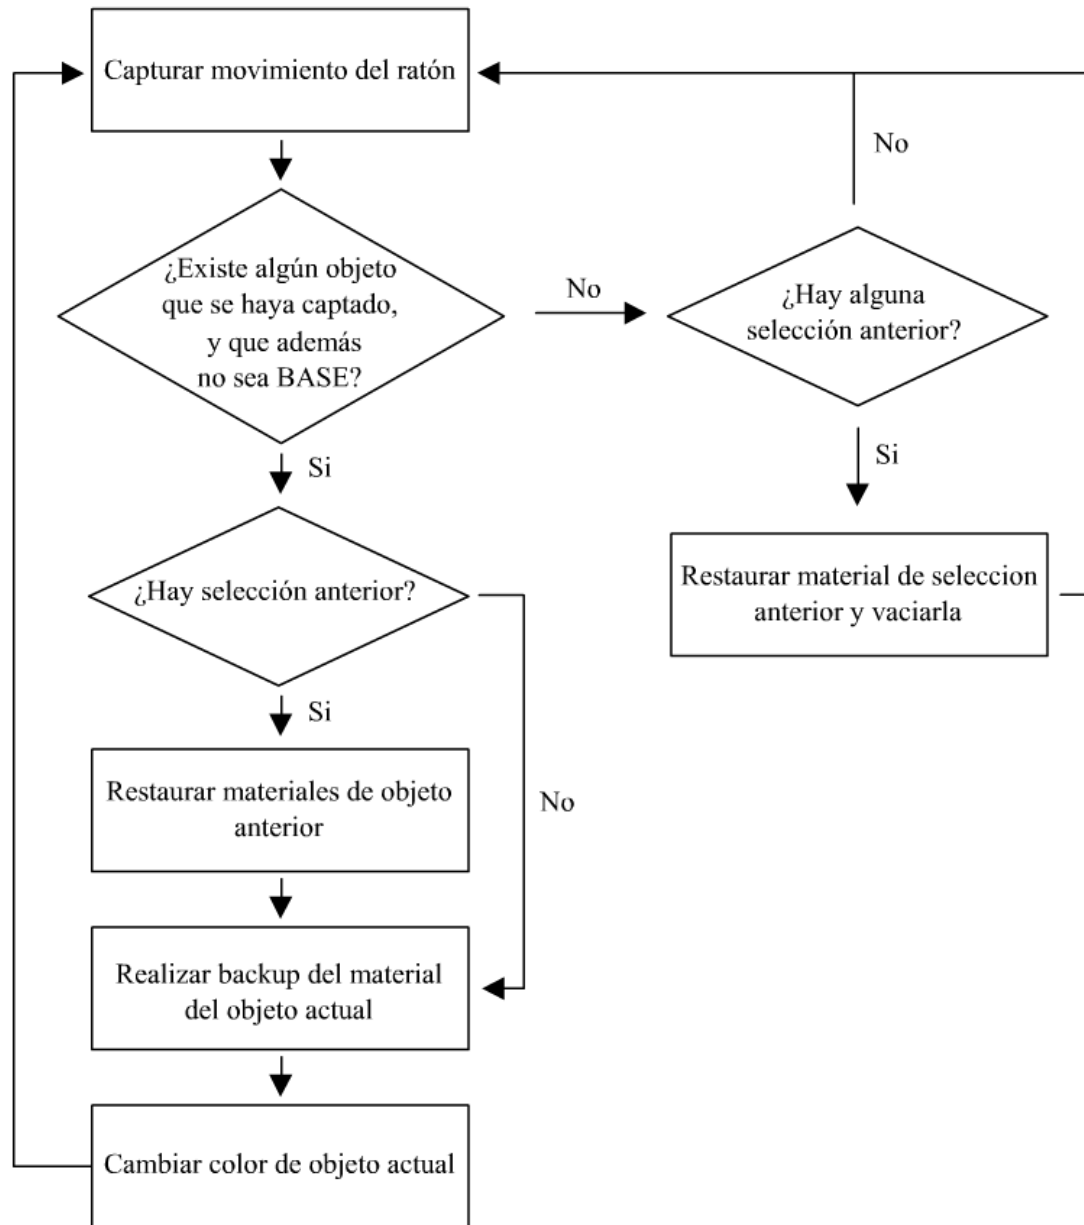 Capturar movimiento del ratón
No
¿Existe algún objeto
que se haya captado,
y que además
no sea BASE?
No
¿Hay alguna
selección anterior?
Si
Si
¿Hay selección anterior?
Restaurar material de seleccion
anterior y vaciarla
Si
Restaurar materiales de objeto
anterior
No
Realizar backup del material
del objeto actual
Cambiar color de objeto actual